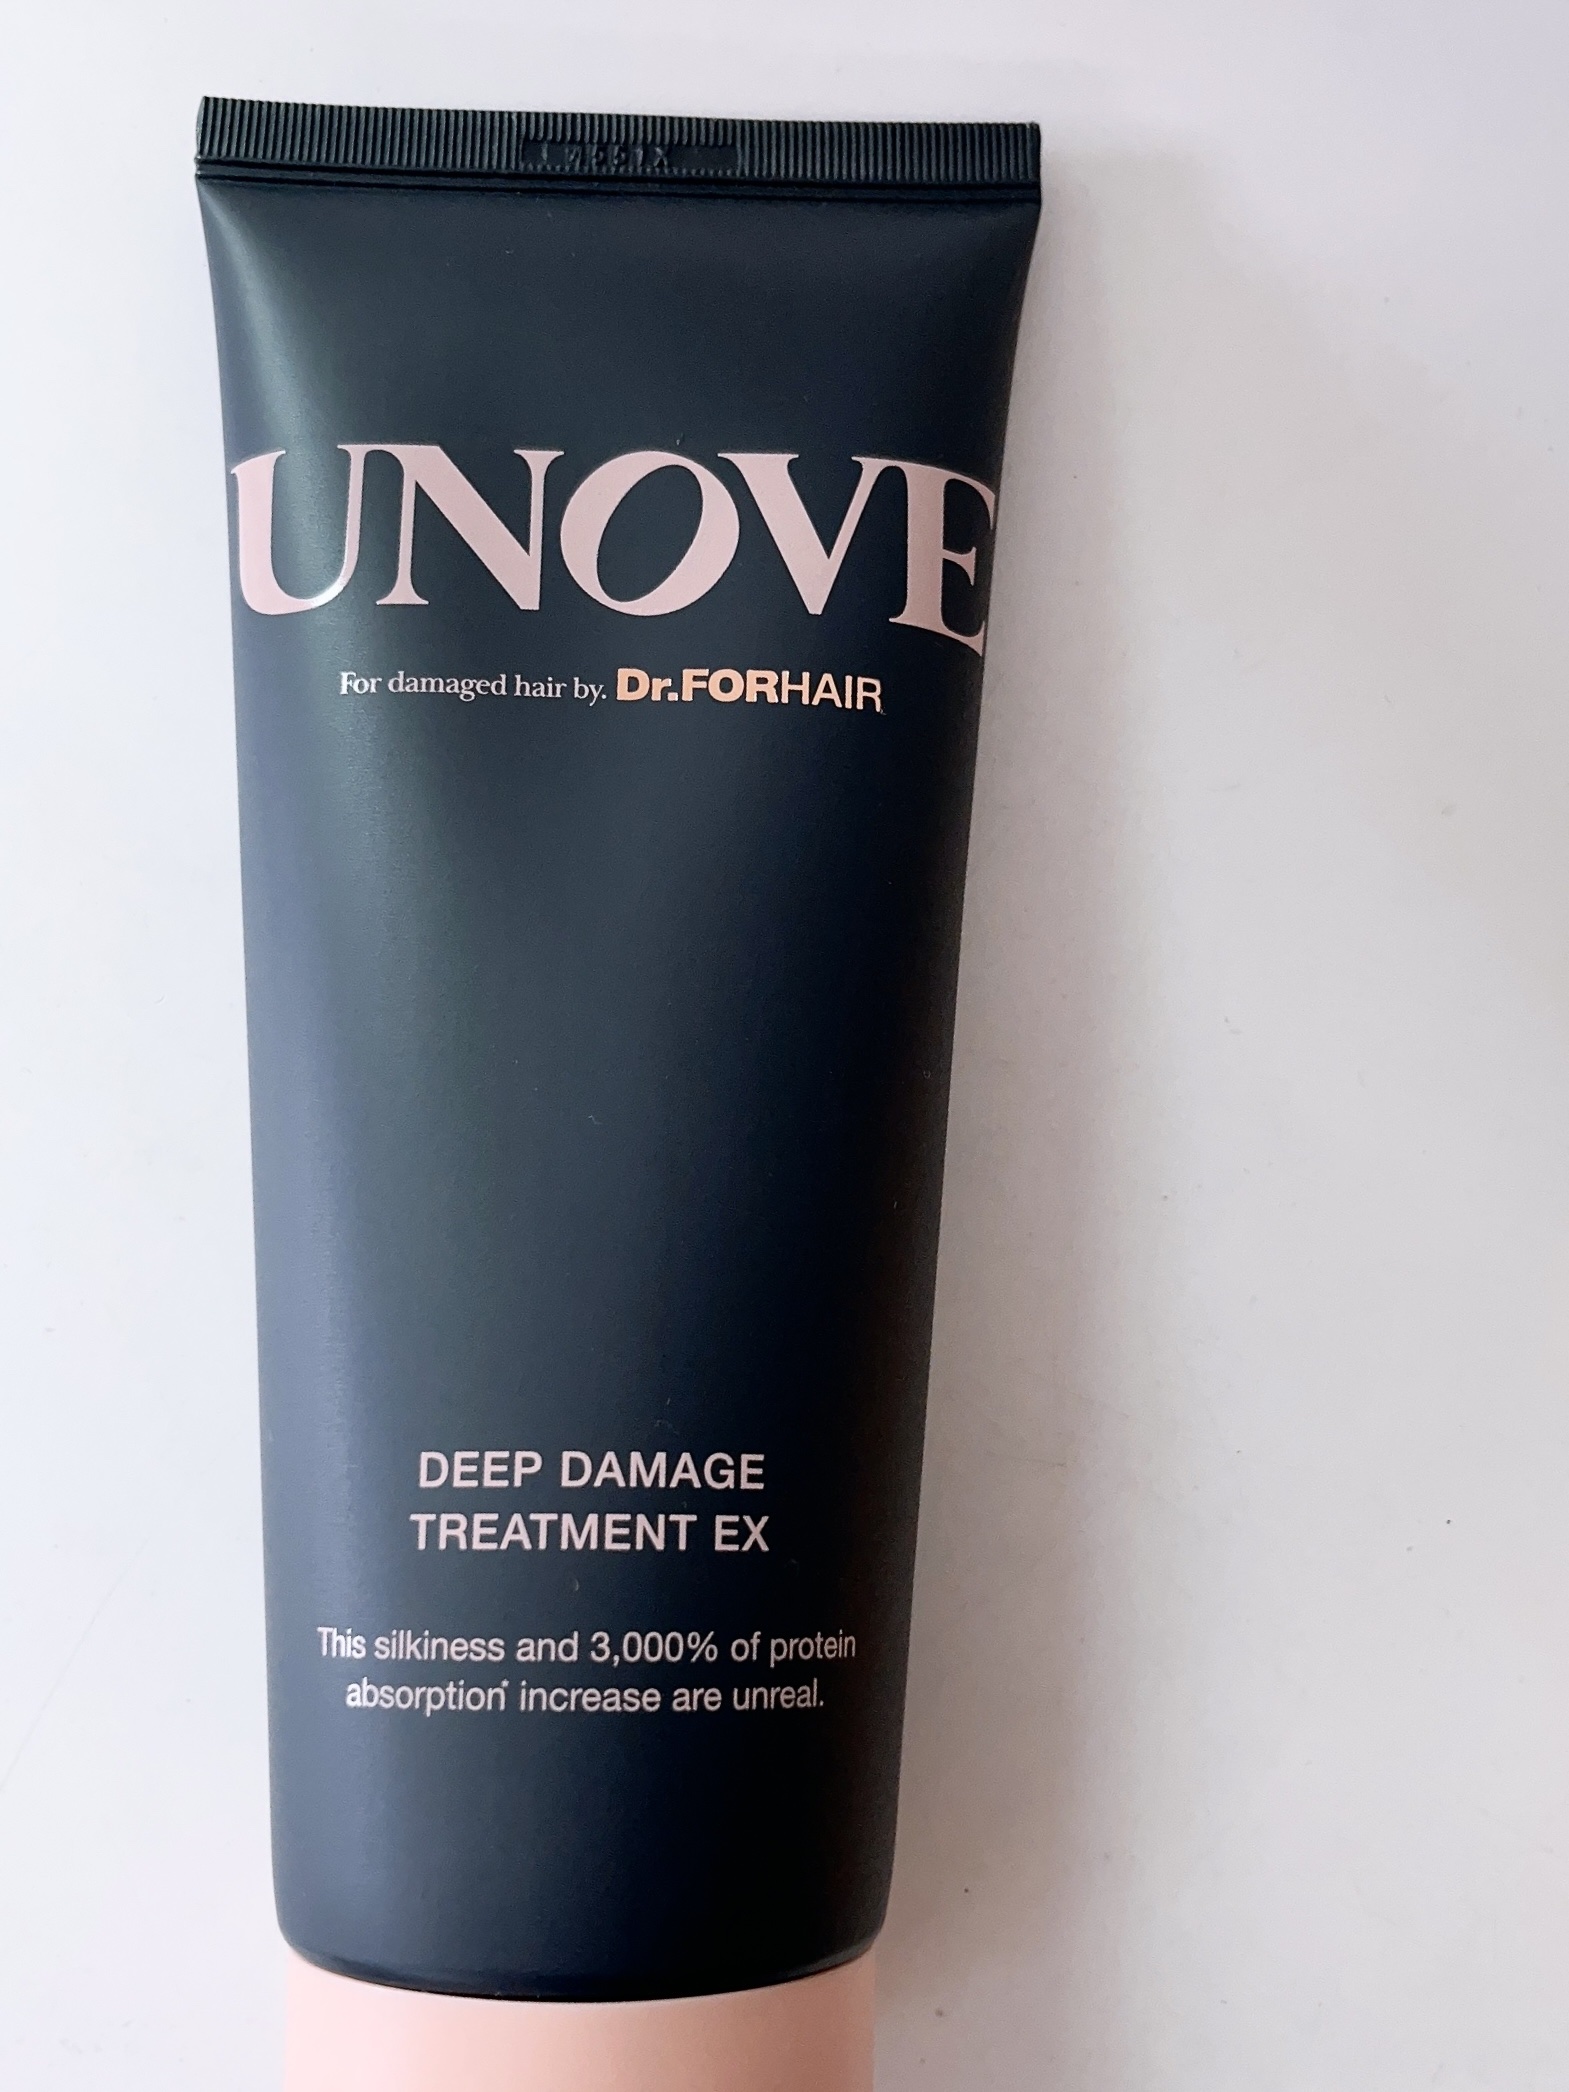 UNOVE
For damaged hair by. Dr.FORHAIR
DEEP DAMAGE
TREATMENT EX
This silkiness and 3,000% of protein
absorption* increase are unreal.